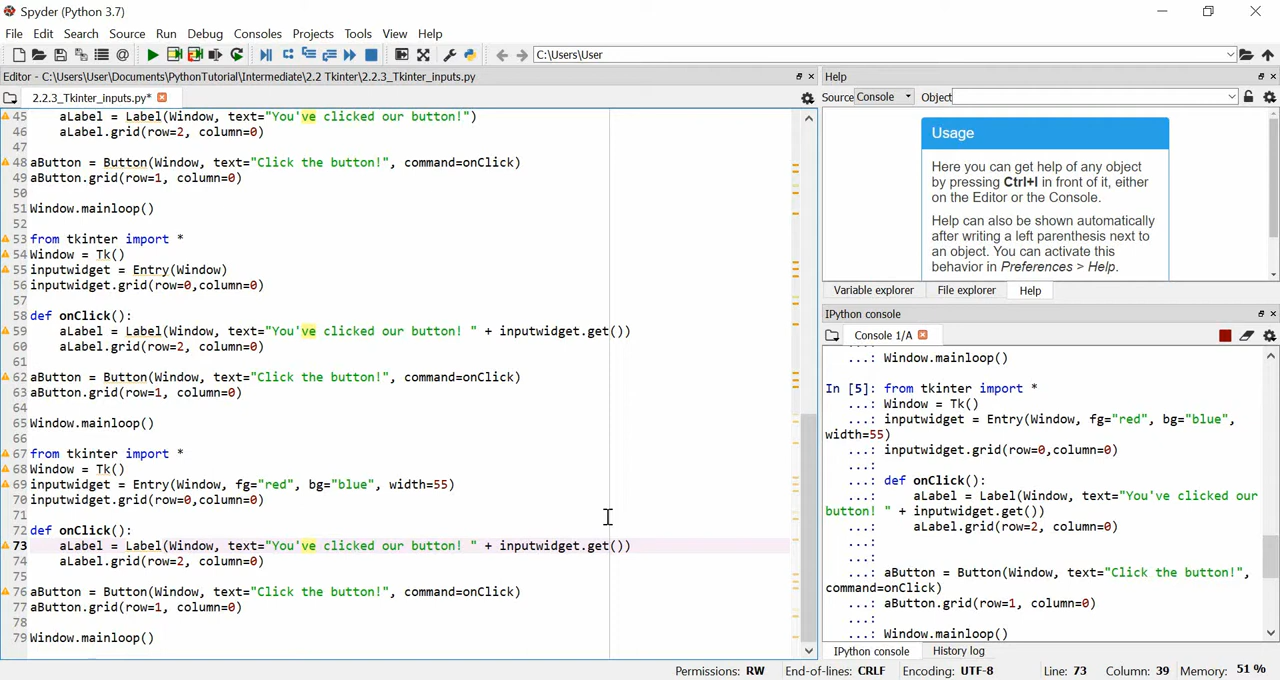 Spyder (Python 3.7)
File Edit Search Source Run Debug Consoles Projects Tools View Help
C:\Users\User
Editor - C:\Users\User\Documents\PythonTutorial\Intermediate\2.2 Tkinter\2.2.3_Tkinter_inputs.py
2.2.3_Tkinter_inputs.py*
45 aLabel = Label(Window, text="You've clicked our button!")
46 aLabel.grid(row=2, column=0)
47
48 aButton = Button(Window, text="Click the button!", command=onClick)
49 aButton.grid(row=1, column=0)
50
51 Window.mainloop()
52
53 from tkinter import *
54 Window = Tk()
55 inputwidget = Entry(Window)
56 inputwidget.grid(row=0,column=0)
57
58 def onClick():
59 aLabel = Label(Window, text="You've clicked our button! " + inputwidget.get())
60 aLabel.grid(row=2, column=0)
61
62 aButton = Button(Window, text="Click the button!", command=onClick)
63 aButton.grid(row=1, column=0)
64
65 Window.mainloop()
66
67 from tkinter import *
68 Window = Tk()
69 inputwidget = Entry(Window, fg="red", bg="blue", width=55)
70 inputwidget.grid(row=0,column=0)
71
72 def onClick():
73 aLabel = Label(Window, text="You've clicked our button! " + inputwidget.get())
74 aLabel.grid(row=2, column=0)
75
76 aButton = Button(Window, text="Click the button!", command=onClick)
77 aButton.grid(row=1, column=0)
78
79 Window.mainloop()
Help
Source Console Object
Usage
Here you can get help of any object
by pressing Ctrl+I in front of it, either
on the Editor or the Console.
Help can also be shown automatically
after writing a left parenthesis next to
an object. You can activate this
behavior in Preferences > Help.
Variable explorer File explorer Help
IPython console
Console 1/A
...: Window.mainloop()
In [5]: from tkinter import *
...: Window = Tk()
...: inputwidget = Entry(Window, fg="red", bg="blue",
width=55)
...: inputwidget.grid(row=0,column=0)
...:
...: def onClick():
...: aLabel = Label(Window, text="You've clicked our
button! " + inputwidget.get())
...: aLabel.grid(row=2, column=0)
...:
...:
...: aButton = Button(Window, text="Click the button!",
command=onClick)
...: aButton.grid(row=1, column=0)
...:
...: Window.mainloop()
IPython console History log
Permissions: RW End-of-lines: CRLF Encoding: UTF-8 Line: 73 Column: 39 Memory: 51 %